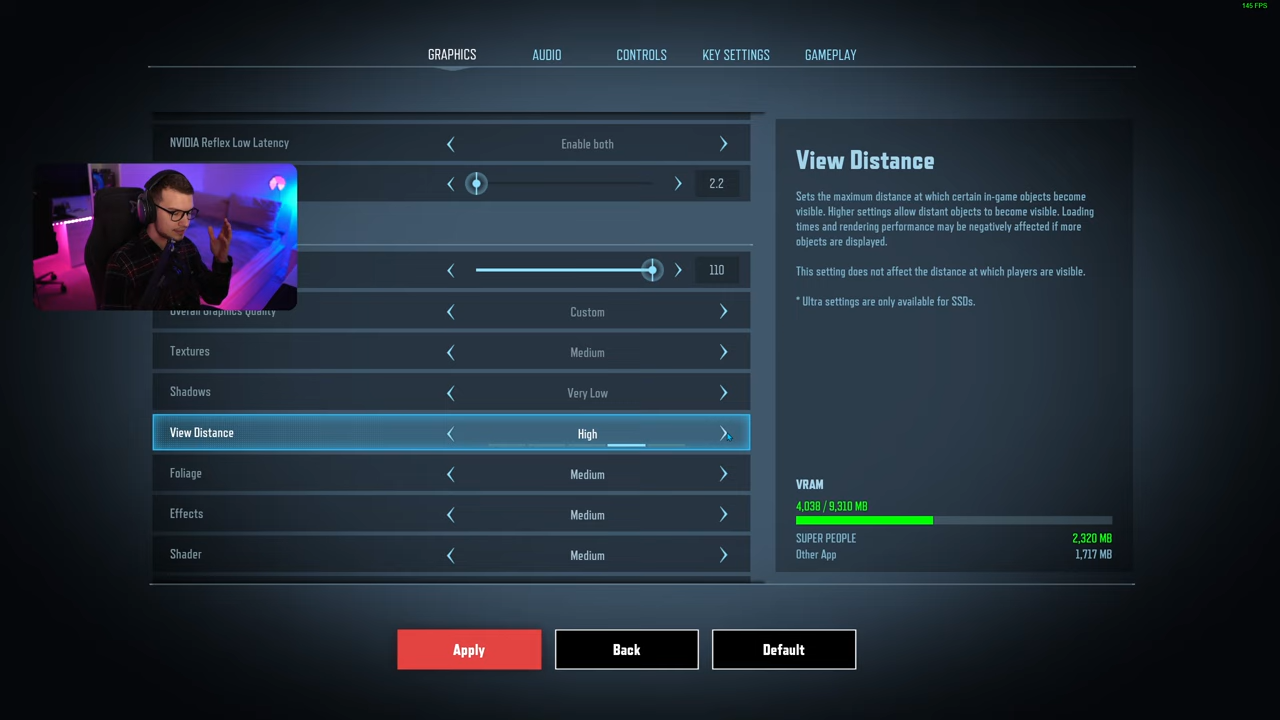 145 FPS
GRAPHICS
AUDIO
CONTROLS
KEY SETTINGS
GAMEPLAY
NVIDIA Reflex Low Latency
Enable both
2.2
110
Overall Graphics Quality
Custom
Textures
Medium
Shadows
Very Low
View Distance
High
Foliage
Medium
Effects
Medium
Shader
Medium
View Distance
Sets the maximum distance at which certain in-game objects become
visible. Higher settings allow distant objects to become visible. Loading
times and rendering performance may be negatively affected if more
objects are displayed.
This setting does not affect the distance at which players are visible.
* Ultra settings are only available for SSDs.
VRAM
4,038 / 9,310 MB
SUPER PEOPLE
2,320 MB
Other App
1,717 MB
Apply
Back
Default